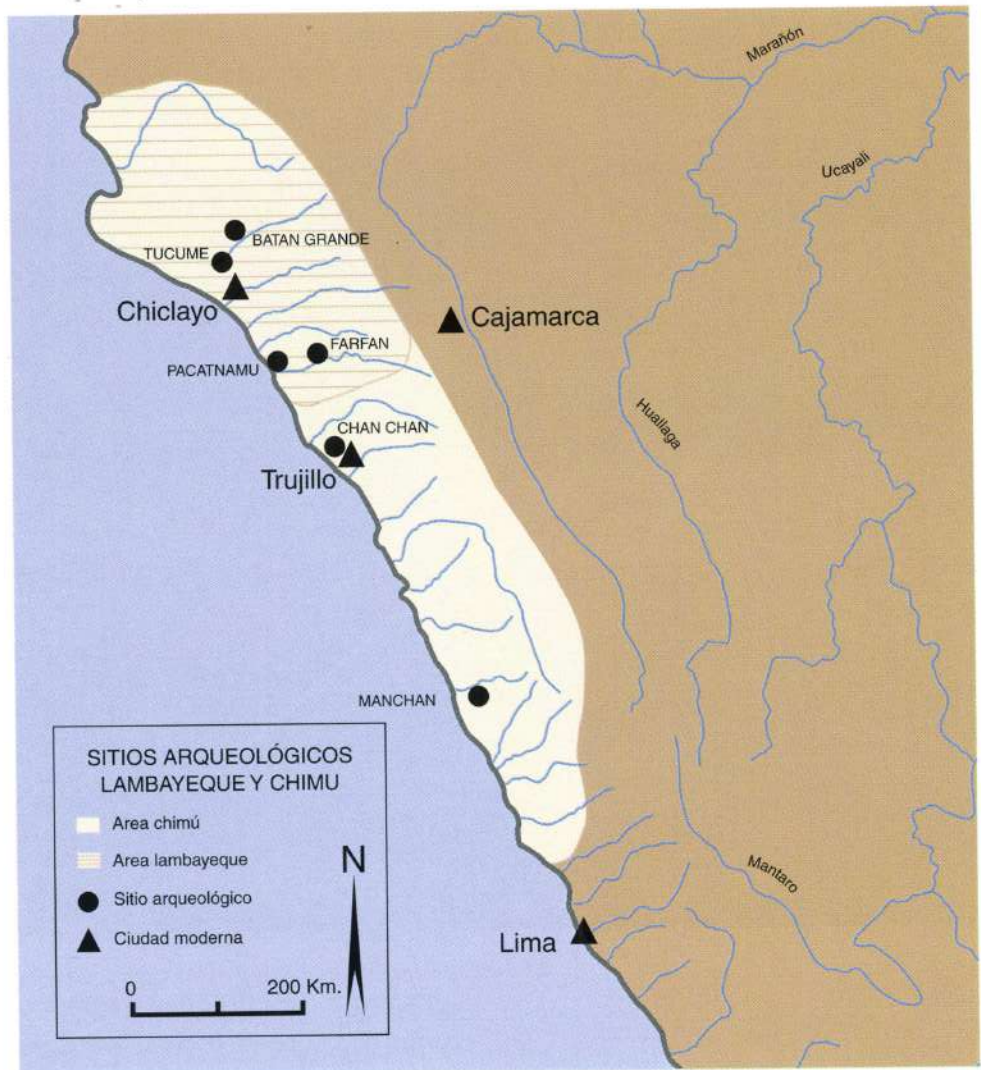 Marañón
Ucayali
BATAN GRANDE
TUCUME
Chiclayo
Cajamarca
FARFAN
PACATNAMU
Huallaga
CHAN CHAN
Trujillo
MANCHAN
SITIOS ARQUEOLÓGICOS
LAMBAYEQUE Y CHIMU
Area chimú
Area lambayeque
N
Sitio arqueológico
Ciudad moderna
0 200 Km.
Mantaro
Lima